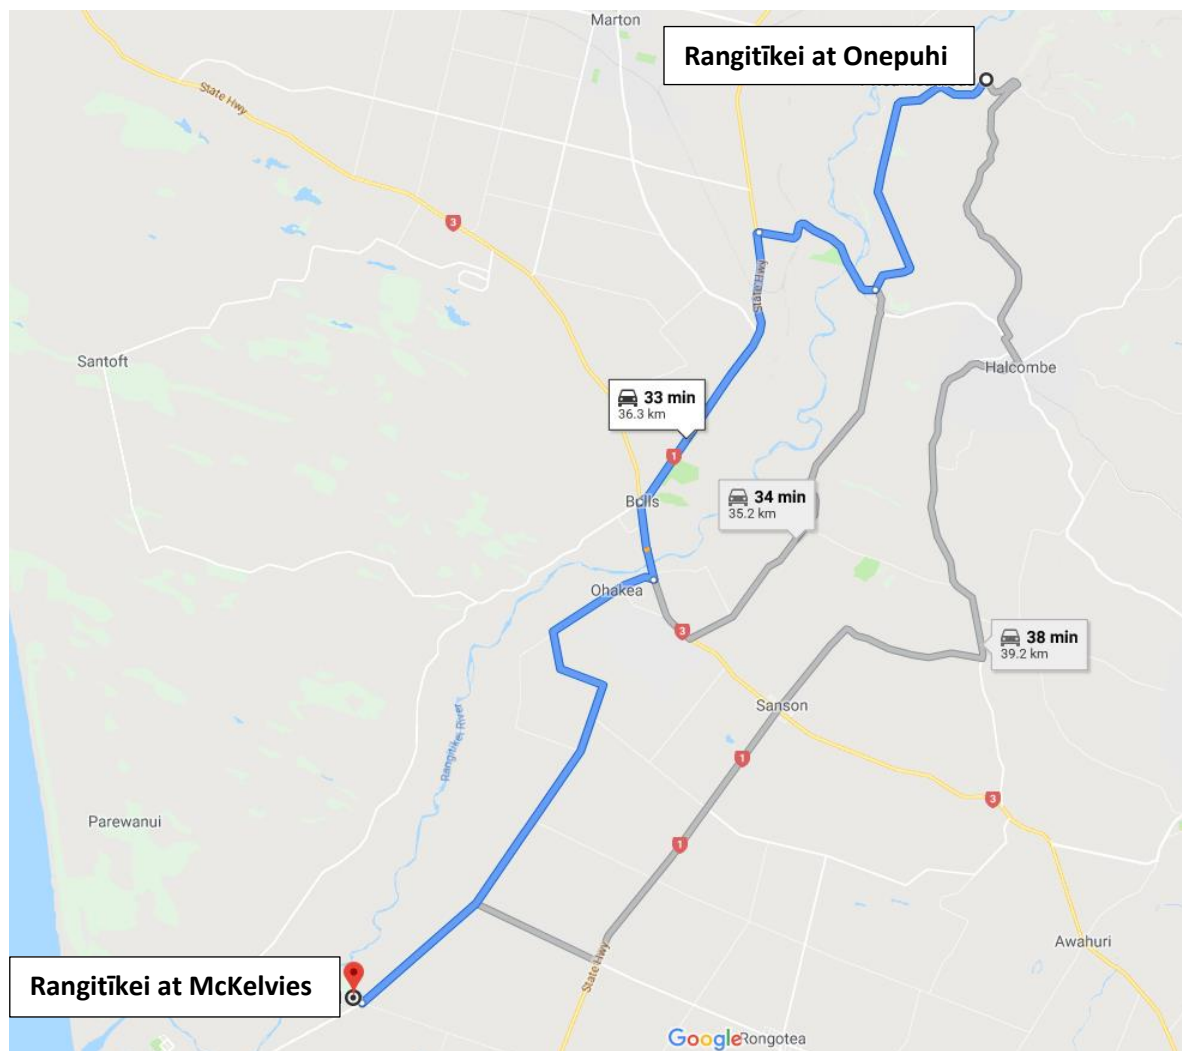 Marton
Rangitīkei at Onepuhi
State Hwy
3
State Hwy
Santoft
Halcombe
33 min
36.3 km
1
34 min
35.2 km
Bulls
Ohakea
3
38 min
39.2 km
Sanson
Rangitikei River
1
3
Parewanui
1
Awahuri
State Hwy
Rangitīkei at McKelvies
Google
Rongotea